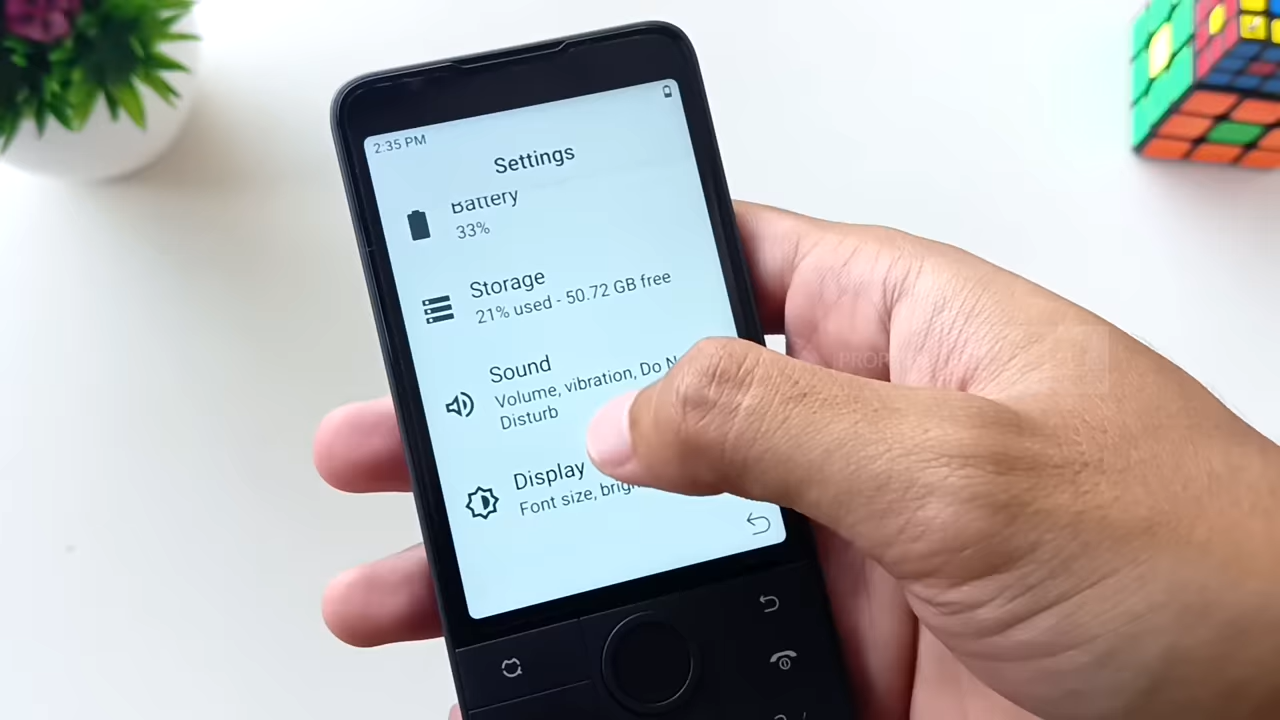 2:35 PM
Settings
Battery
33%
Storage
21% used - 50.72 GB free
Sound
Volume, vibration, Do N
Disturb
Display
Font size, brigh